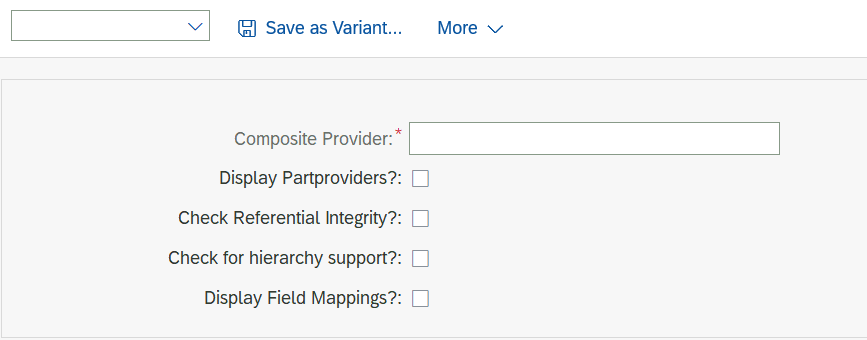 Save as Variant... More
Composite Provider:*
Display Partproviders?:
Check Referential Integrity?:
Check for hierarchy support?:
Display Field Mappings?: